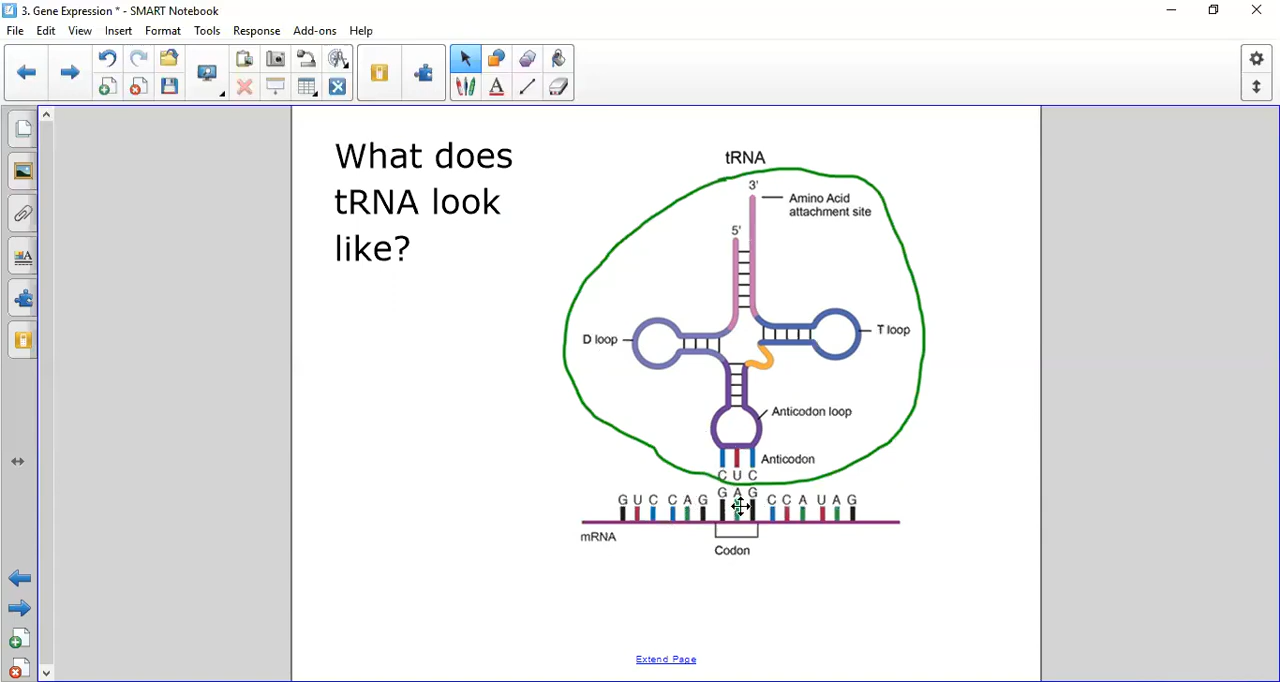 3. Gene Expression * - SMART Notebook
File Edit View Insert Format Tools Response Add-ons Help
What does
tRNA look
like?
tRNA
3'
Amino Acid
attachment site
5'
D loop
T loop
Anticodon loop
Anticodon
C U C
G U C C A G G A G C C A U A G
mRNA
Codon
Extend Page